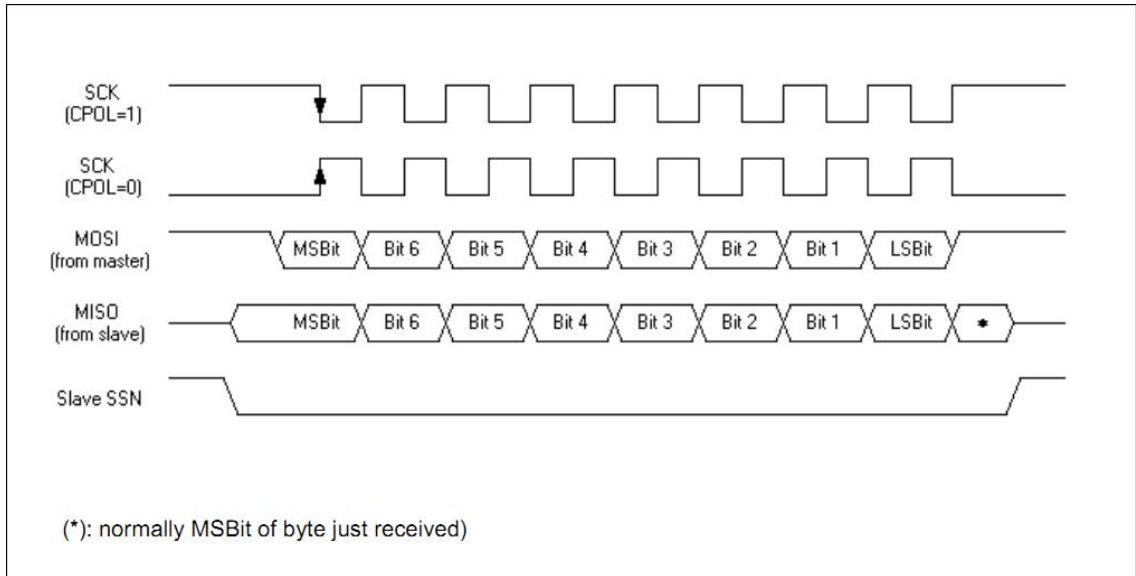 SCK
(CPOL=1)
SCK
(CPOL=0)
MOSI
(from master)
MSBit Bit 6 Bit 5 Bit 4 Bit 3 Bit 2 Bit 1 LSBit
MISO
(from slave)
MSBit Bit 6 Bit 5 Bit 4 Bit 3 Bit 2 Bit 1 LSBit *
Slave SSN
(*): normally MSBit of byte just received)